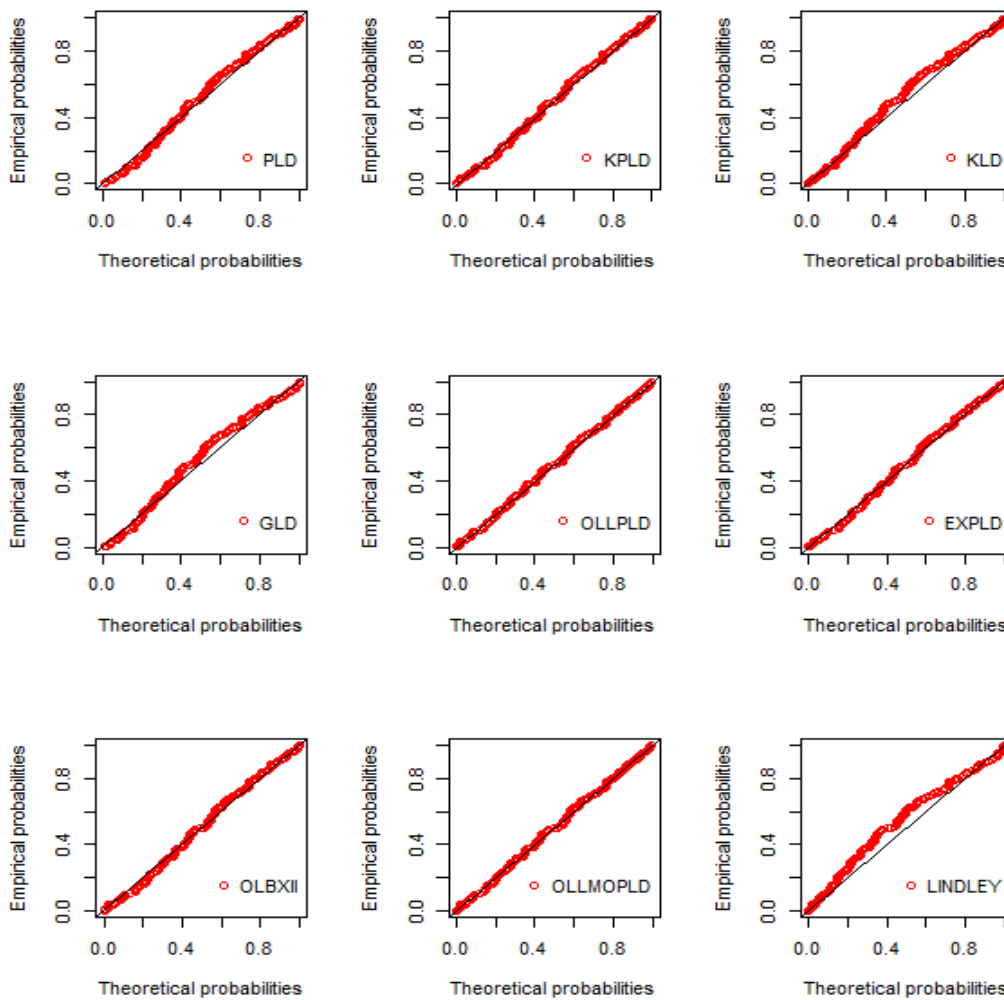 Empirical probabilities
0.0 0.4 0.8
PLD
0.0 0.4 0.8
Theoretical probabilities
Empirical probabilities
0.0 0.4 0.8
KPLD
0.0 0.4 0.8
Theoretical probabilities
Empirical probabilities
0.0 0.4 0.8
KLD
0.0 0.4 0.8
Theoretical probabilities
Empirical probabilities
0.0 0.4 0.8
GLD
0.0 0.4 0.8
Theoretical probabilities
Empirical probabilities
0.0 0.4 0.8
OLLPLD
0.0 0.4 0.8
Theoretical probabilities
Empirical probabilities
0.0 0.4 0.8
EXPLD
0.0 0.4 0.8
Theoretical probabilities
Empirical probabilities
0.0 0.4 0.8
OLBXII
0.0 0.4 0.8
Theoretical probabilities
Empirical probabilities
0.0 0.4 0.8
OLLMOPLD
0.0 0.4 0.8
Theoretical probabilities
Empirical probabilities
0.0 0.4 0.8
LINDLEY
0.0 0.4 0.8
Theoretical probabilities